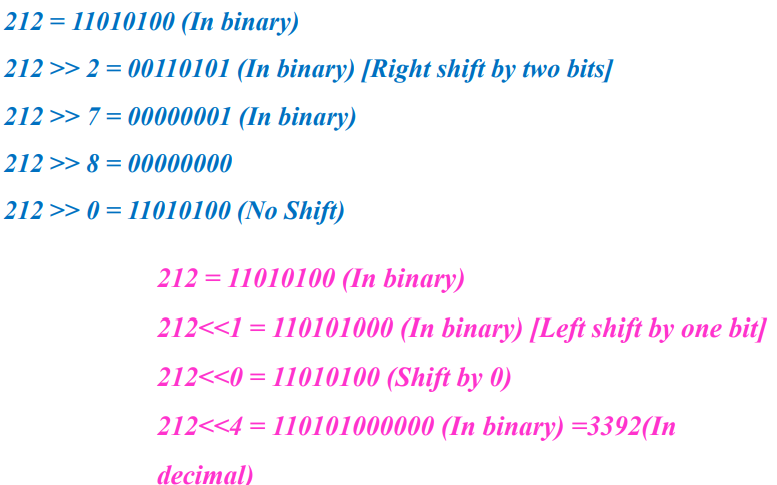 212 = 11010100 (In binary)
212 >> 2 = 00110101 (In binary) [Right shift by two bits]
212 >> 7 = 00000001 (In binary)
212 >> 8 = 00000000
212 >> 0 = 11010100 (No Shift)
212 = 11010100 (In binary)
212<<1 = 110101000 (In binary) [Left shift by one bit]
212<<0 = 11010100 (Shift by 0)
212<<4 = 110101000000 (In binary) =3392(In
decimal)